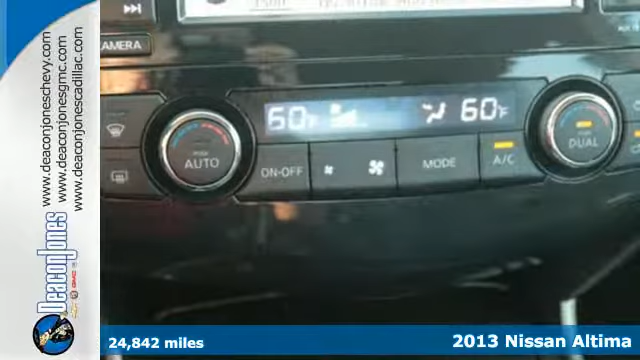 CAMERA
60°F
60°F
AUTO
ON-OFF
MODE
A/C
DUAL
www.deaconjoneschevy.com
www.deaconjonesgmc.com
www.deaconjonescadillac.com
DeaconJones
GMC
24,842 miles
2013 Nissan Altima